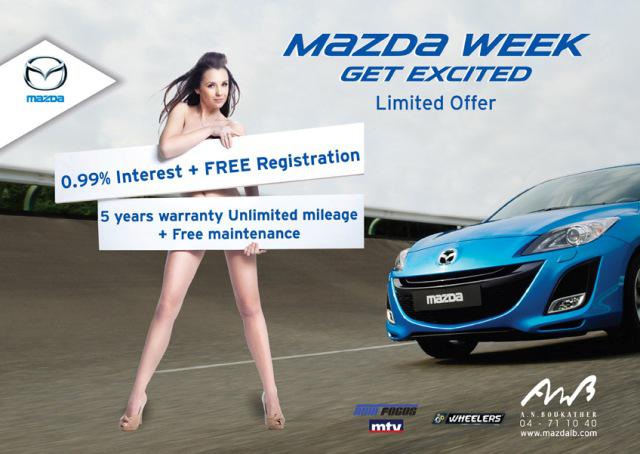 MAZDA WEEK
GET EXCITED
Limited Offer
mazda
0.99% Interest + FREE Registration
5 years warranty Unlimited mileage
+ Free maintenance
mazda
FOCUS
mtv
WHEELERS
A.N.BOUKATHER
04 - 71 10 40
www.mazdalb.com